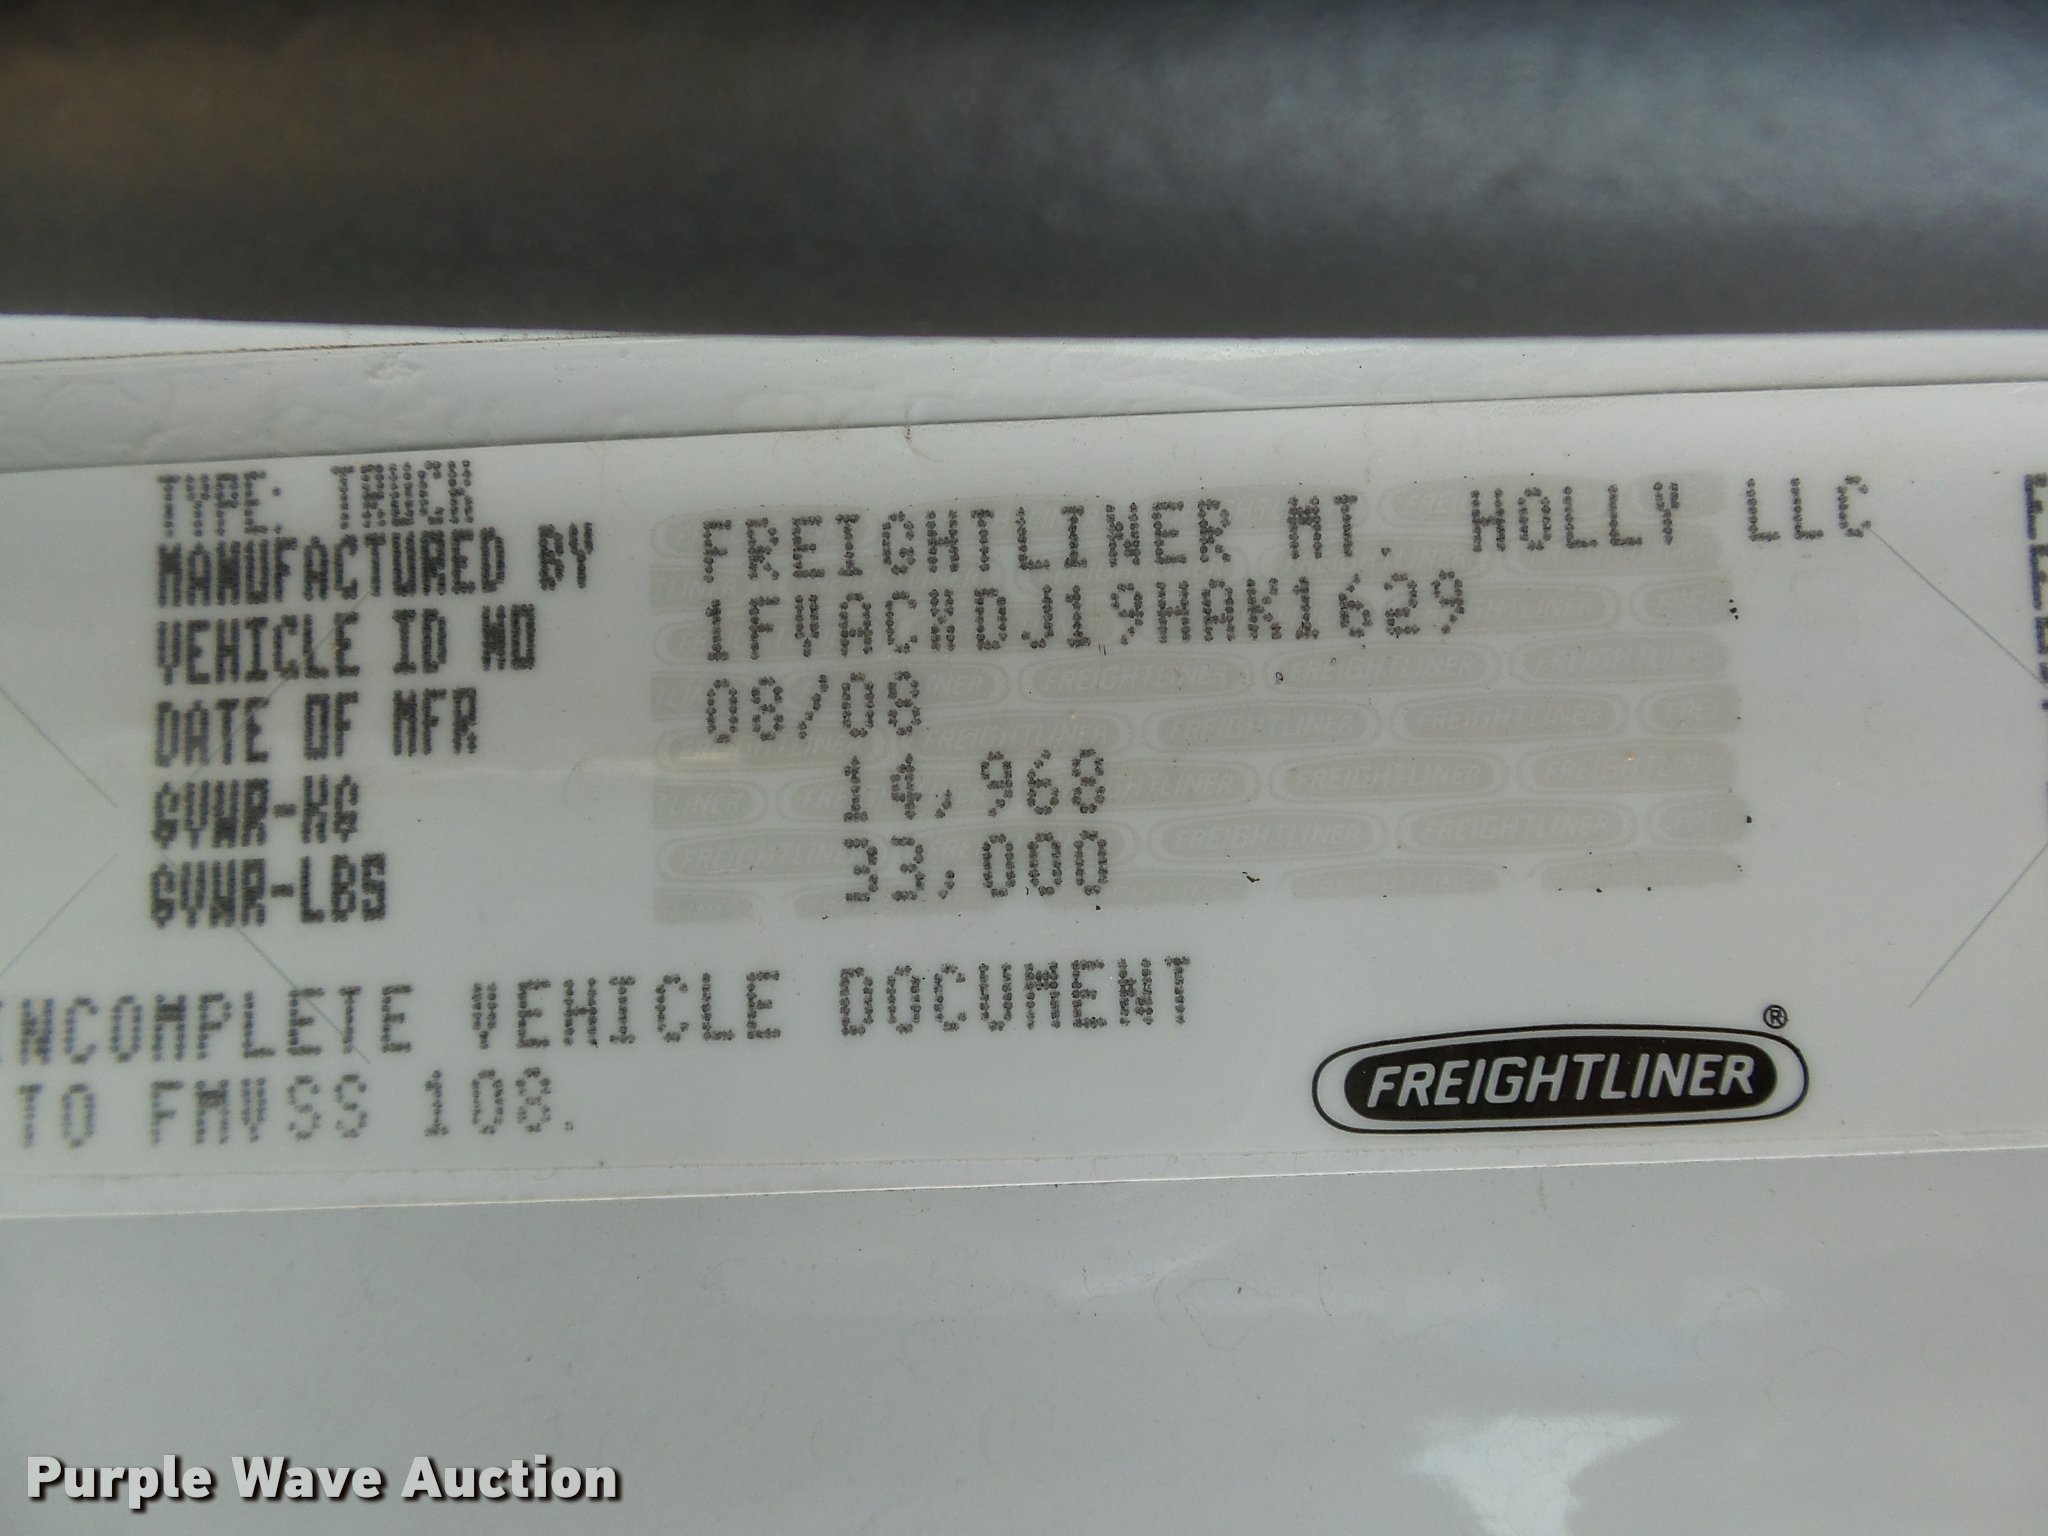 TYPE: TRUCK
MANUFACTURED BY FREIGHTLINER MT. HOLLY LLC
VEHICLE ID NO 1FVACXDJ19HAK1629
DATE OF MFR 08/08
GVWR-KG 14,968
GVWR-LBS 33,000
NCOMPLETE VEHICLE DOCUMENT
TO FMVSS 108.
FREIGHTLINER®
Purple Wave Auction